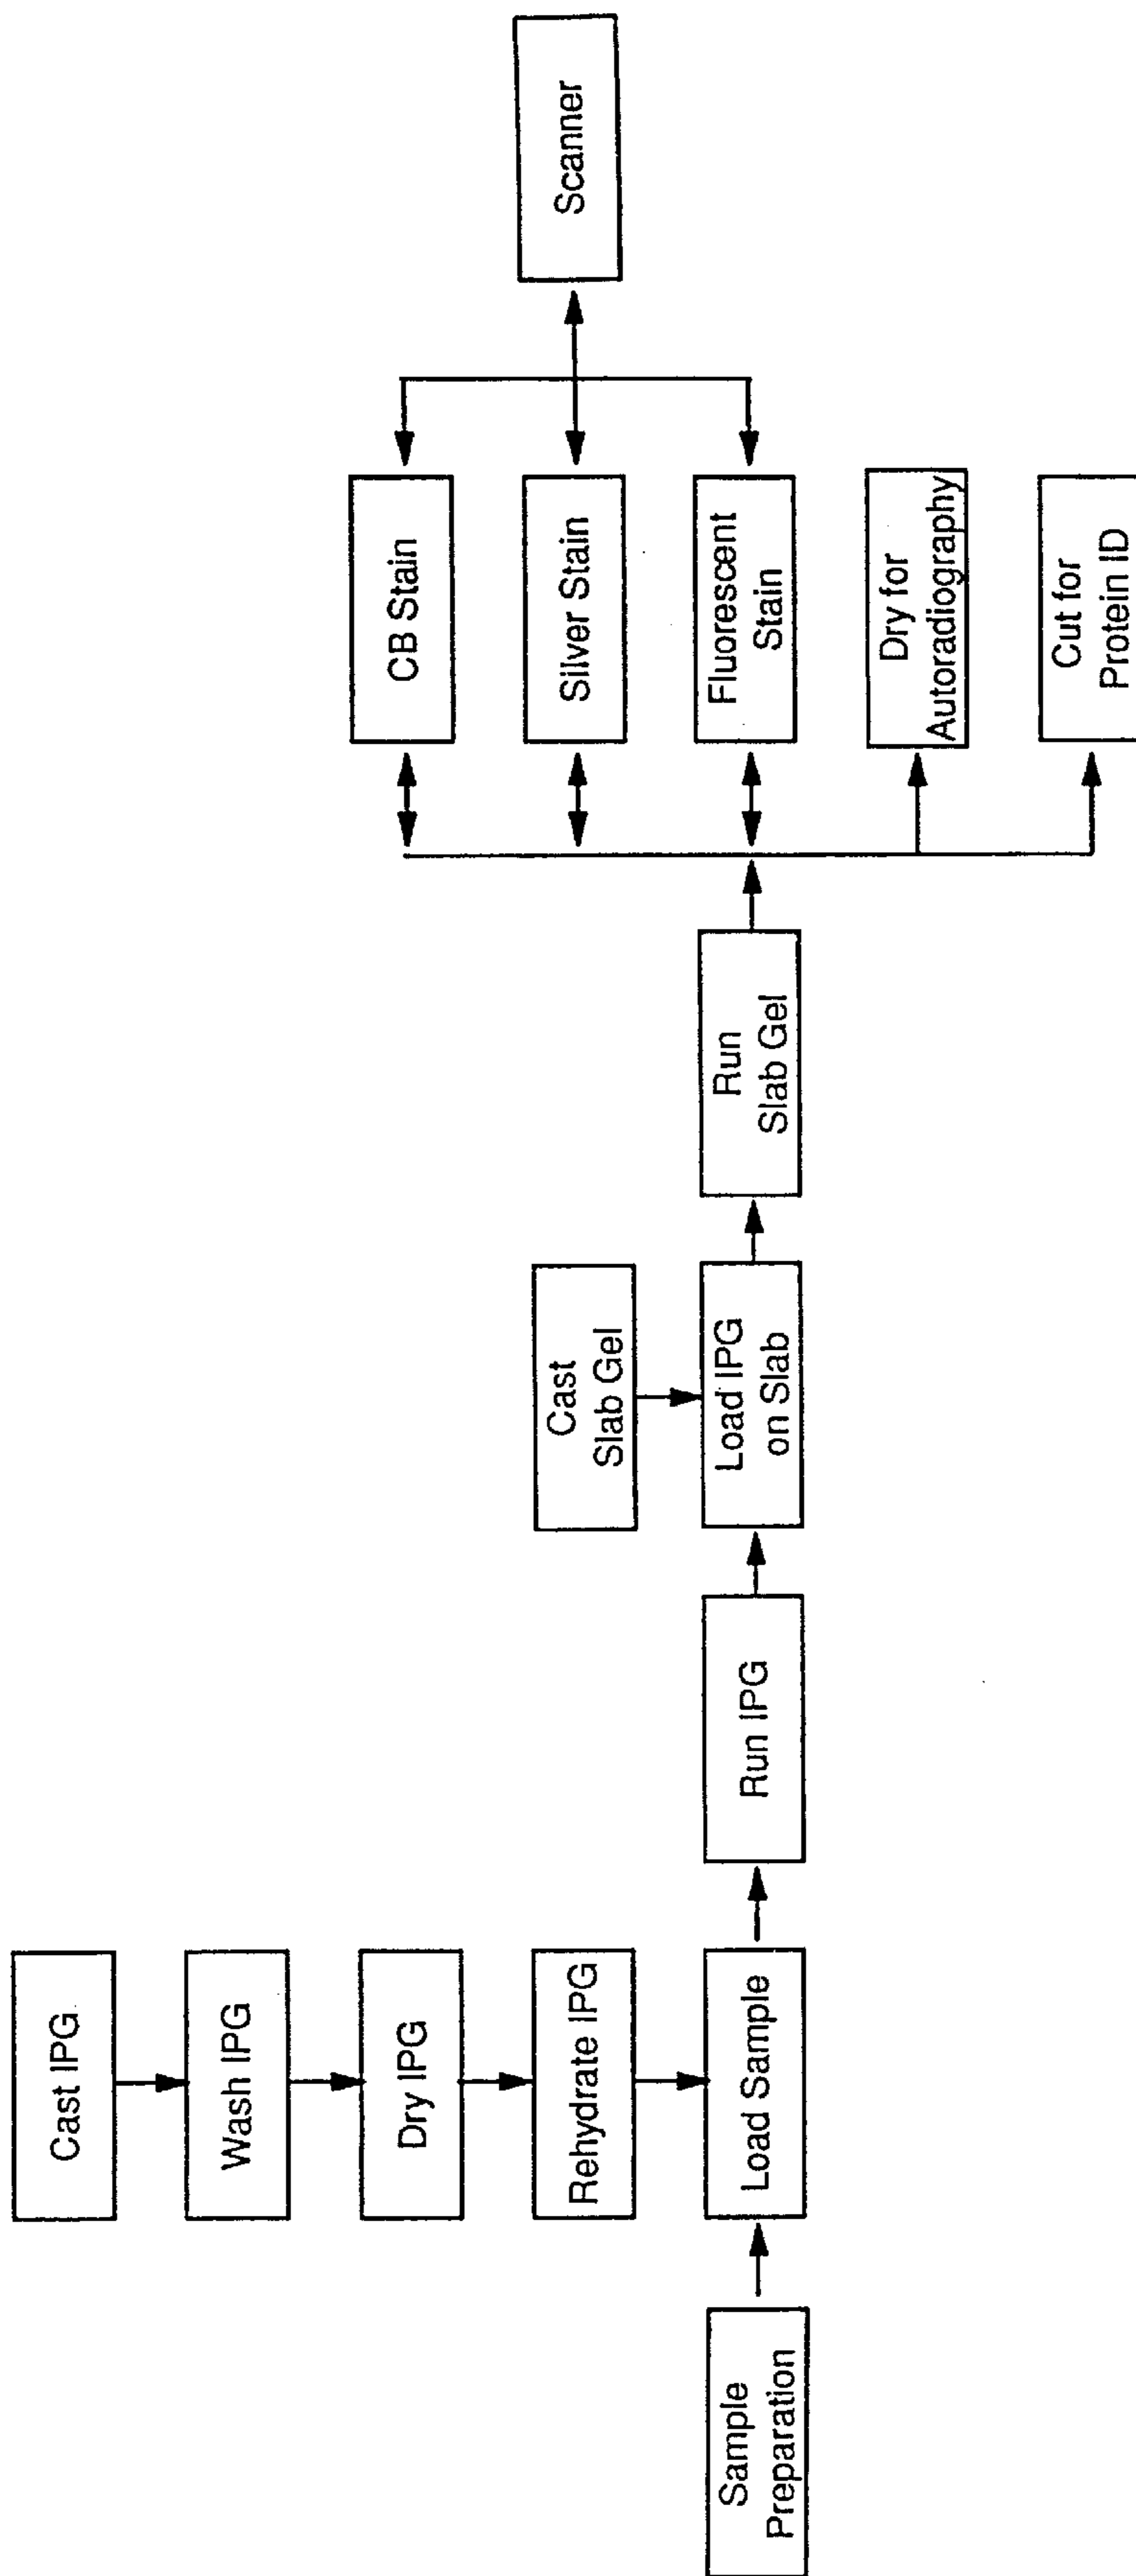 Cast IPG
Wash IPG
Dry IPG
Rehydrate IPG
Sample
Preparation
Load Sample
Run IPG
Cast
Slab Gel
Load IPG
on Slab
Run
Slab Gel
CB Stain
Silver Stain
Fluorescent
Stain
Dry for
Autoradiography
Cut for
Protein ID
Scanner